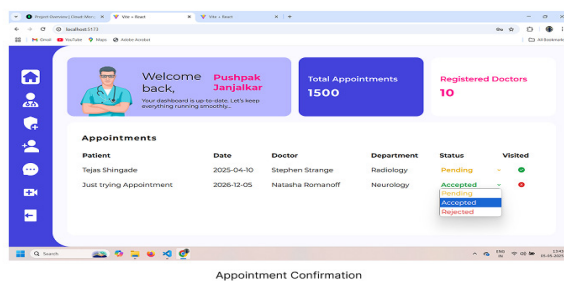 Project Overview | Cloud
Vite + React
Vite + React
localhost:5173
Gmail
YouTube
Maps
Adobe Acrobat
All Bookmarks
Welcome back,
Pushpak Janjalkar
Your dashboard is up-to-date. Let's keep
everything running smoothly...
Total Appointments
1500
Registered Doctors
10
Appointments
Patient Date Doctor Department Status Visited
Tejas Shingade 2025-04-10 Stephen Strange Radiology Pending
Just trying Appointment 2026-12-05 Natasha Romanoff Neurology Accepted
Pending
Accepted
Rejected
Search
ENG
IN
Appointment Confirmation